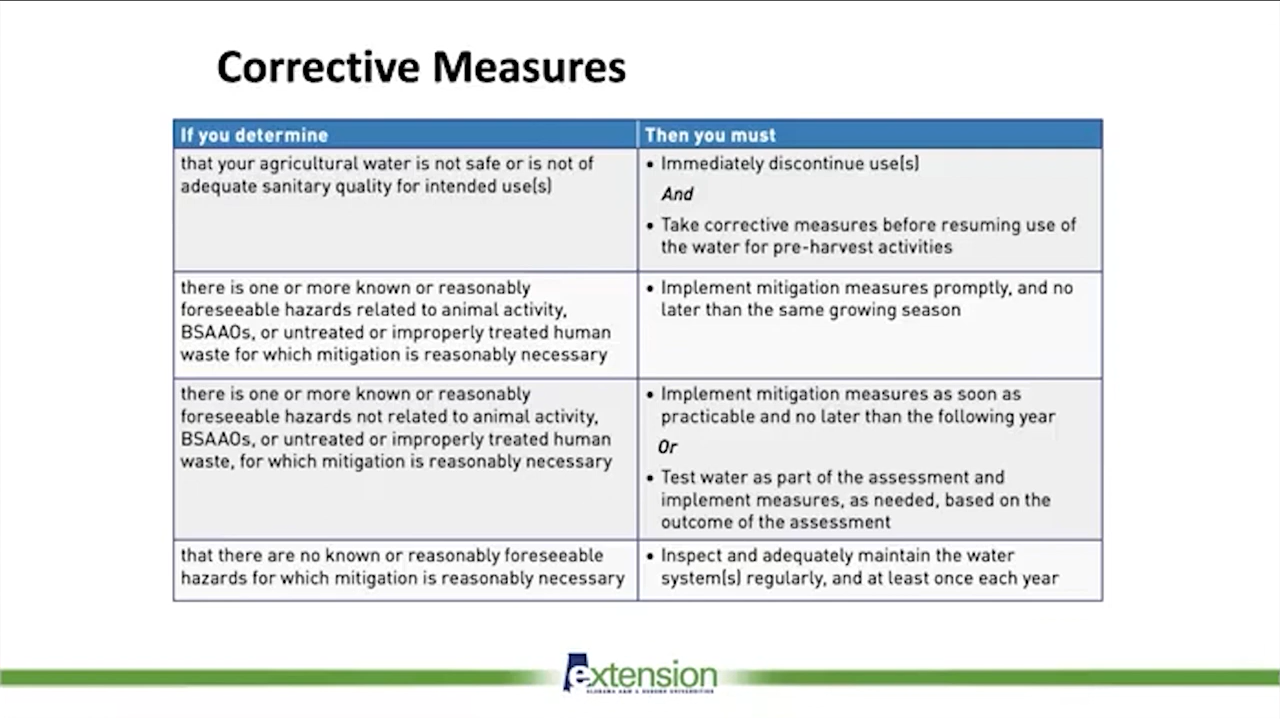 Corrective Measures
If you determine
Then you must
that your agricultural water is not safe or is not of
adequate sanitary quality for intended use(s)
• Immediately discontinue use(s)
And
• Take corrective measures before resuming use of
the water for pre-harvest activities
there is one or more known or reasonably
foreseeable hazards related to animal activity,
BSAAOs, or untreated or improperly treated human
waste for which mitigation is reasonably necessary
• Implement mitigation measures promptly, and no
later than the same growing season
there is one or more known or reasonably
foreseeable hazards not related to animal activity,
BSAAOs, or untreated or improperly treated human
waste, for which mitigation is reasonably necessary
• Implement mitigation measures as soon as
practicable and no later than the following year
Or
• Test water as part of the assessment and
implement measures, as needed, based on the
outcome of the assessment
that there are no known or reasonably foreseeable
hazards for which mitigation is reasonably necessary
• Inspect and adequately maintain the water
system(s) regularly, and at least once each year
extension
ALABAMA A&M & AUBURN UNIVERSITIES